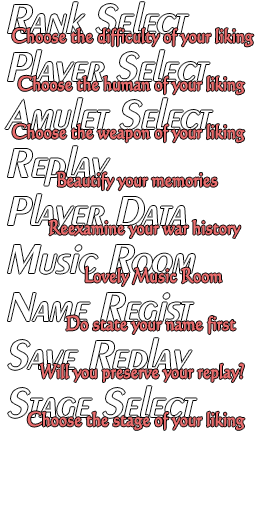 Rank Select
Choose the difficulty of your liking
Player Select
Choose the human of your liking
Amulet Select
Choose the weapon of your liking
Replay
Beautify your memories
Player Data
Reexamine your war history
Music Room
Lovely Music Room
Name Regist
Do state your name first
Save Replay
Will you preserve your replay?
Stage Select
Choose the stage of your liking